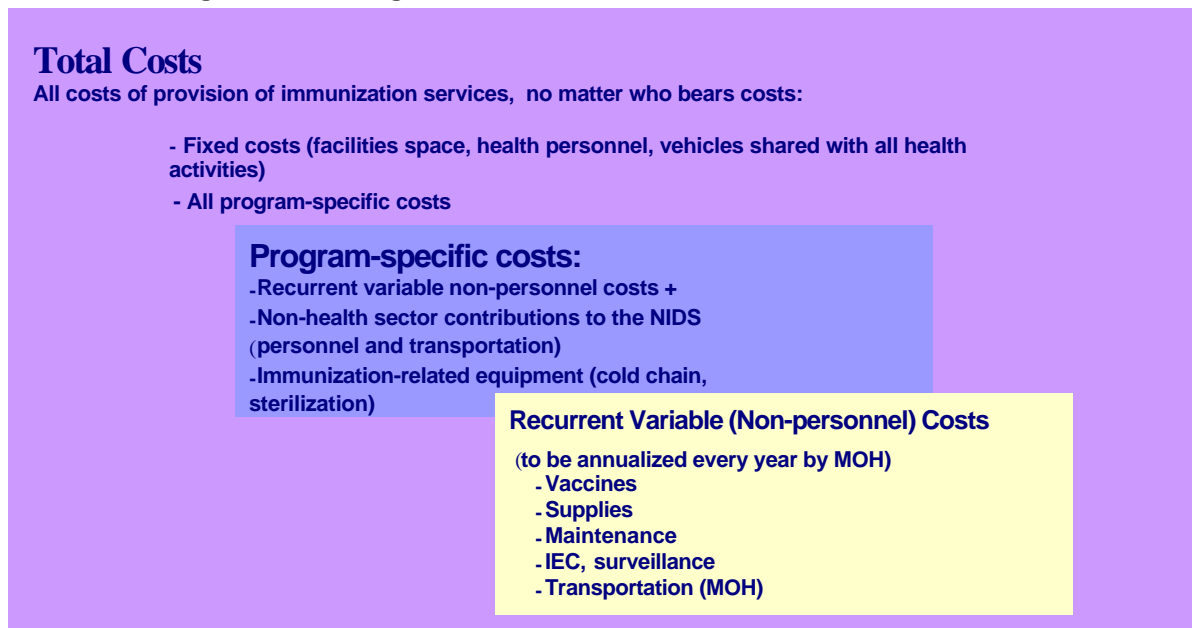 Total Costs
All costs of provision of immunization services, no matter who bears costs:
- Fixed costs (facilities space, health personnel, vehicles shared with all health
activities)
- All program-specific costs
Program-specific costs:
-Recurrent variable non-personnel costs +
-Non-health sector contributions to the NIDS
(personnel and transportation)
-Immunization-related equipment (cold chain,
sterilization)
Recurrent Variable (Non-personnel) Costs
(to be annualized every year by MOH)
- Vaccines
- Supplies
- Maintenance
- IEC, surveillance
- Transportation (MOH)